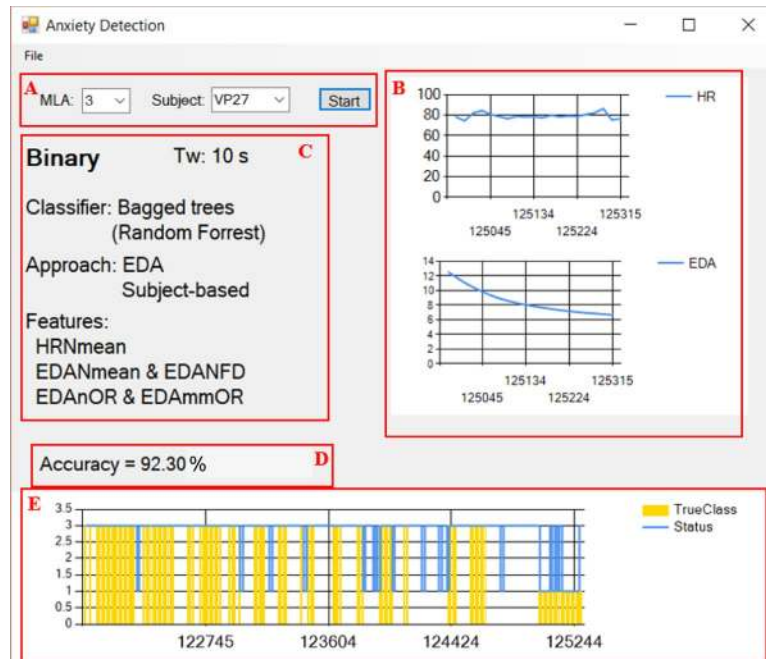 Anxiety Detection
File
A
MLA: 3 Subject: VP27 Start
B
100
80
60
40
20
0
125134 125315
125045 125224
HR
14
12
10
8
6
4
2
0
125134 125315
125045 125224
EDA
Binary Tw: 10 s C
Classifier: Bagged trees
(Random Forrest)
Approach: EDA
Subject-based
Features:
HRNmean
EDANmean & EDANFD
EDAnOR & EDAmmOR
Accuracy = 92.30 % D
E
3.5
3
2.5
2
1.5
1
0.5
0
122745 123604 124424 125244
TrueClass
Status